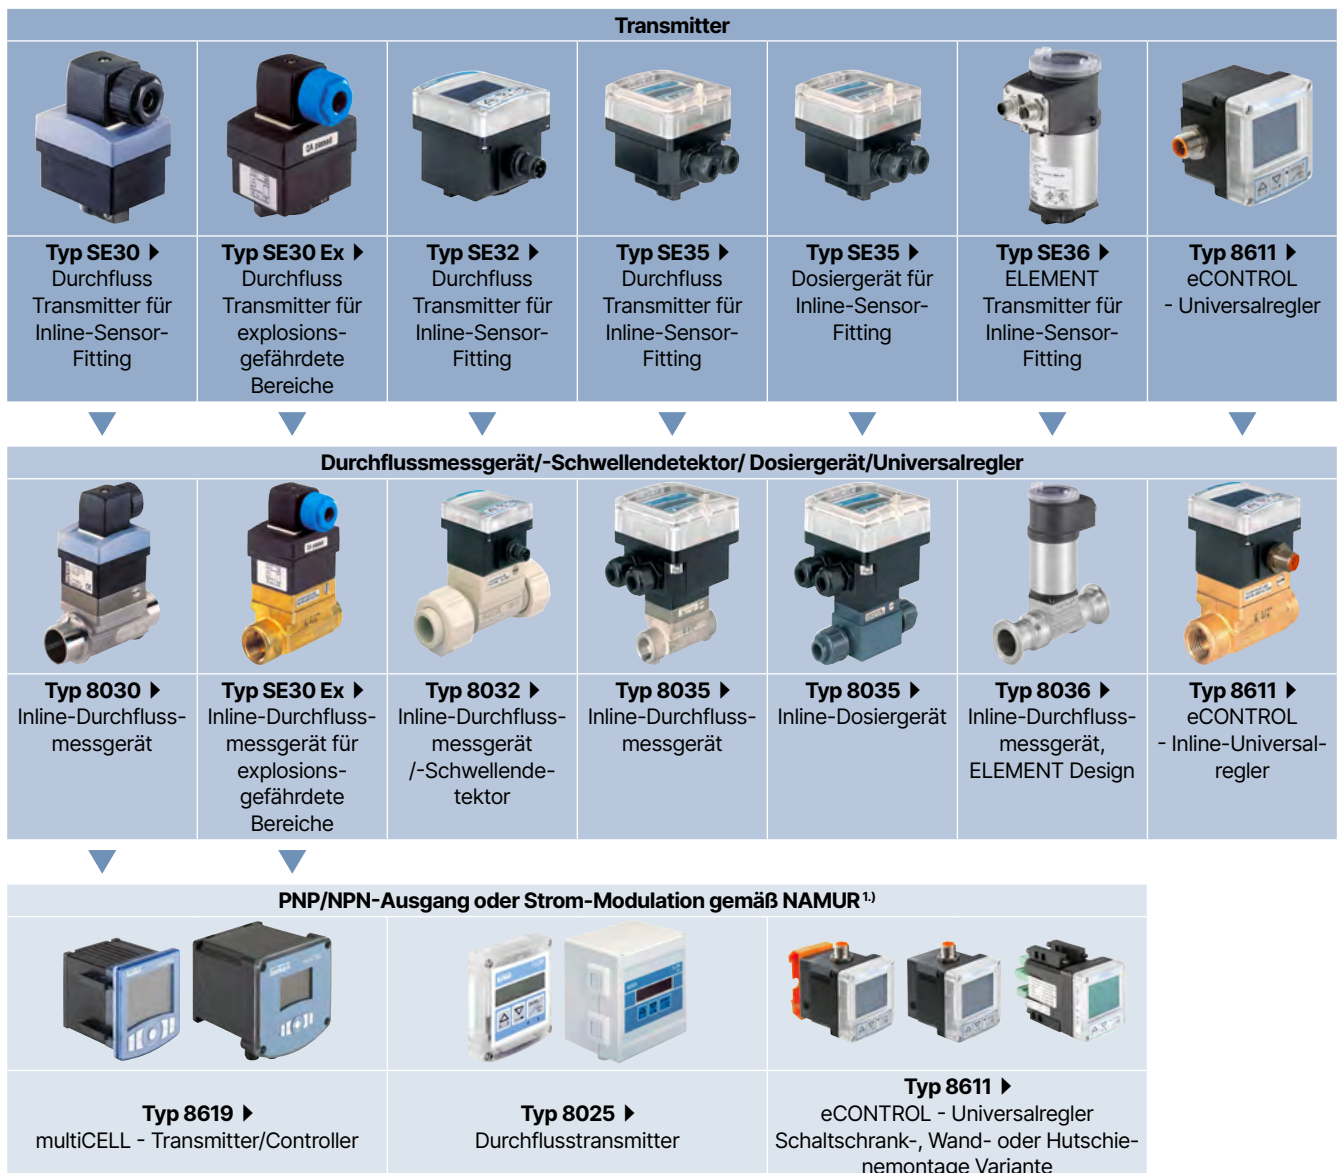 Transmitter
QA passed
Typ SE30
Durchfluss
Transmitter für
Inline-Sensor-
Fitting
Typ SE30 Ex
Durchfluss
Transmitter für
explosions-
gefährdete
Bereiche
Typ SE32
Durchfluss
Transmitter für
Inline-Sensor-
Fitting
Typ SE35
Durchfluss
Transmitter für
Inline-Sensor-
Fitting
Typ SE35
Dosiergerät für
Inline-Sensor-
Fitting
Typ SE36
ELEMENT
Transmitter für
Inline-Sensor-
Fitting
Typ 8611
eCONTROL
- Universalregler
Durchflussmessgerät/-Schwellendetektor/ Dosiergerät/Universalregler
QA passed
Typ 8030
Inline-Durchfluss-
messgerät
Typ SE30 Ex
Inline-Durchfluss-
messgerät für
explosions-
gefährdete
Bereiche
Typ 8032
Inline-Durchfluss-
messgerät
/-Schwellende-
tektor
Typ 8035
Inline-Durchfluss-
messgerät
Typ 8035
Inline-Dosiergerät
Typ 8036
Inline-Durchfluss-
messgerät,
ELEMENT Design
Typ 8611
eCONTROL
- Inline-Universal-
regler
PNP/NPN-Ausgang oder Strom-Modulation gemäß NAMUR 1.)
Typ 8619
multiCELL - Transmitter/Controller
Typ 8025
Durchflusstransmitter
Typ 8611
eCONTROL - Universalregler
Schaltschrank-, Wand- oder Hutschie-
nemontage Variante